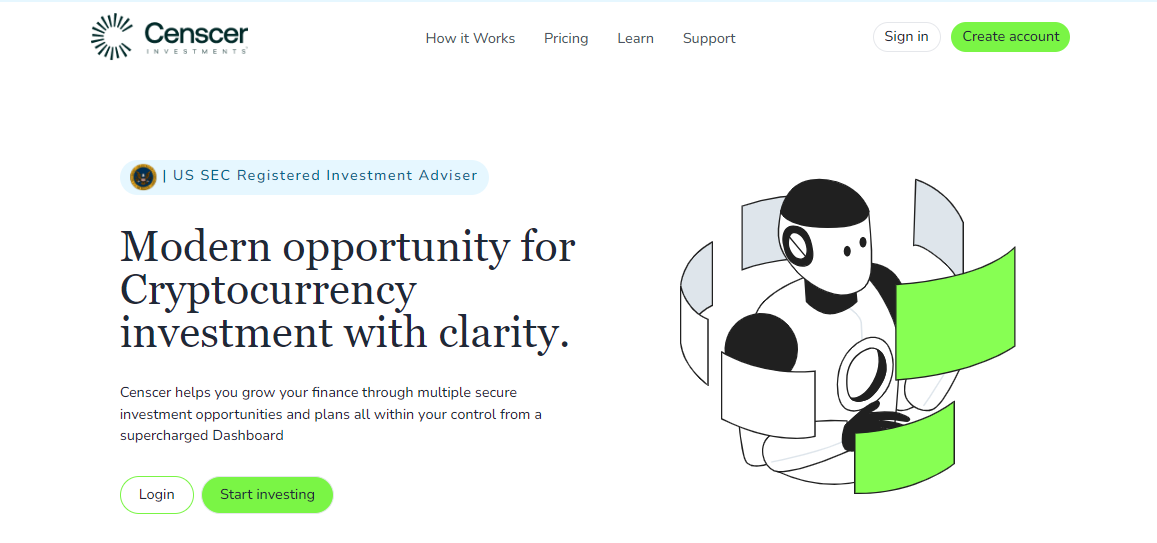 Censcer
INVESTMENTS
How it Works
Pricing
Learn
Support
Sign in
Create account
| US SEC Registered Investment Adviser
Modern opportunity for
Cryptocurrency
investment with clarity.
Censcer helps you grow your finance through multiple secure
investment opportunities and plans all within your control from a
supercharged Dashboard
Login
Start investing